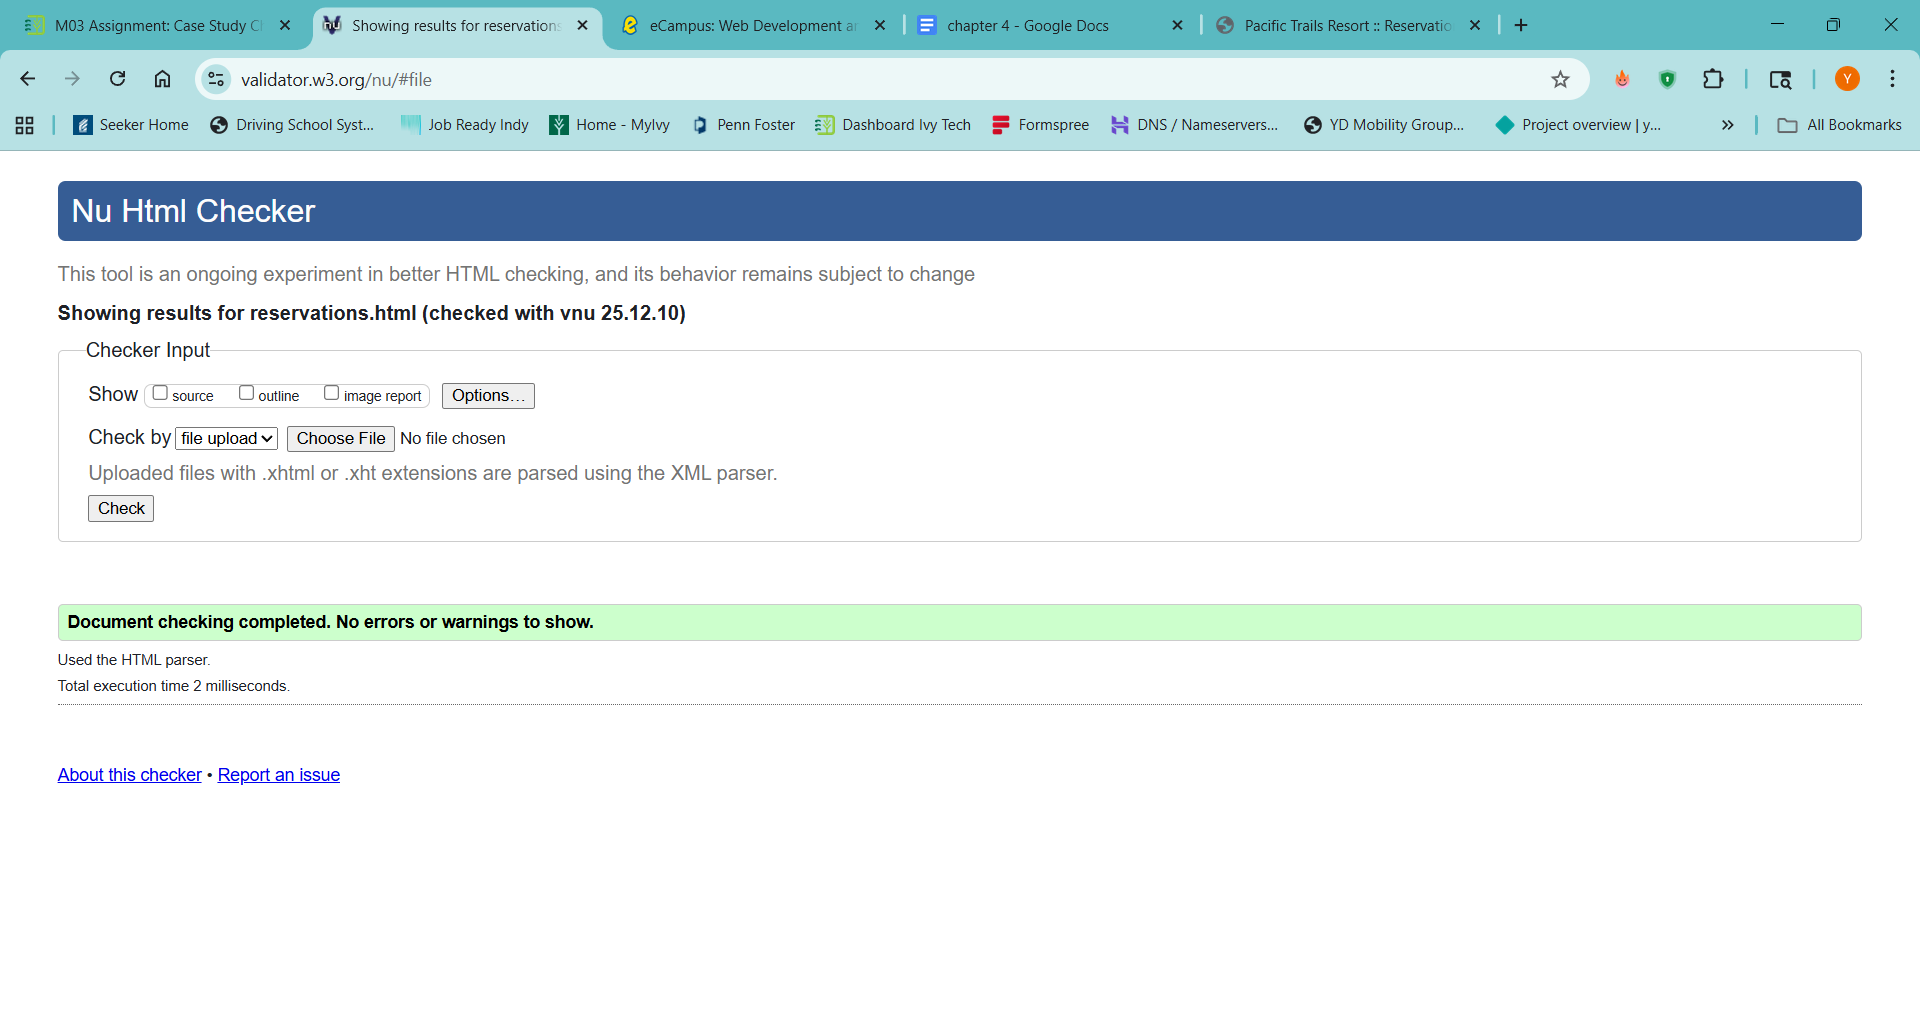 M03 Assignment: Case Study C
Showing results for reservations
eCampus: Web Development a
chapter 4 - Google Docs
Pacific Trails Resort :: Reservatio
validator.w3.org/nu/#file
Y
Seeker Home
Driving School Syst...
Job Ready Indy
Home - MyIvy
Penn Foster
Dashboard Ivy Tech
Formspree
DNS / Nameservers...
YD Mobility Group...
Project overview | y...
All Bookmarks
Nu Html Checker
This tool is an ongoing experiment in better HTML checking, and its behavior remains subject to change
Showing results for reservations.html (checked with vnu 25.12.10)
Checker Input
Show source outline image report Options...
Check by file upload Choose File No file chosen
Uploaded files with .xhtml or .xht extensions are parsed using the XML parser.
Check
Document checking completed. No errors or warnings to show.
Used the HTML parser.
Total execution time 2 milliseconds.
About this checker • Report an issue